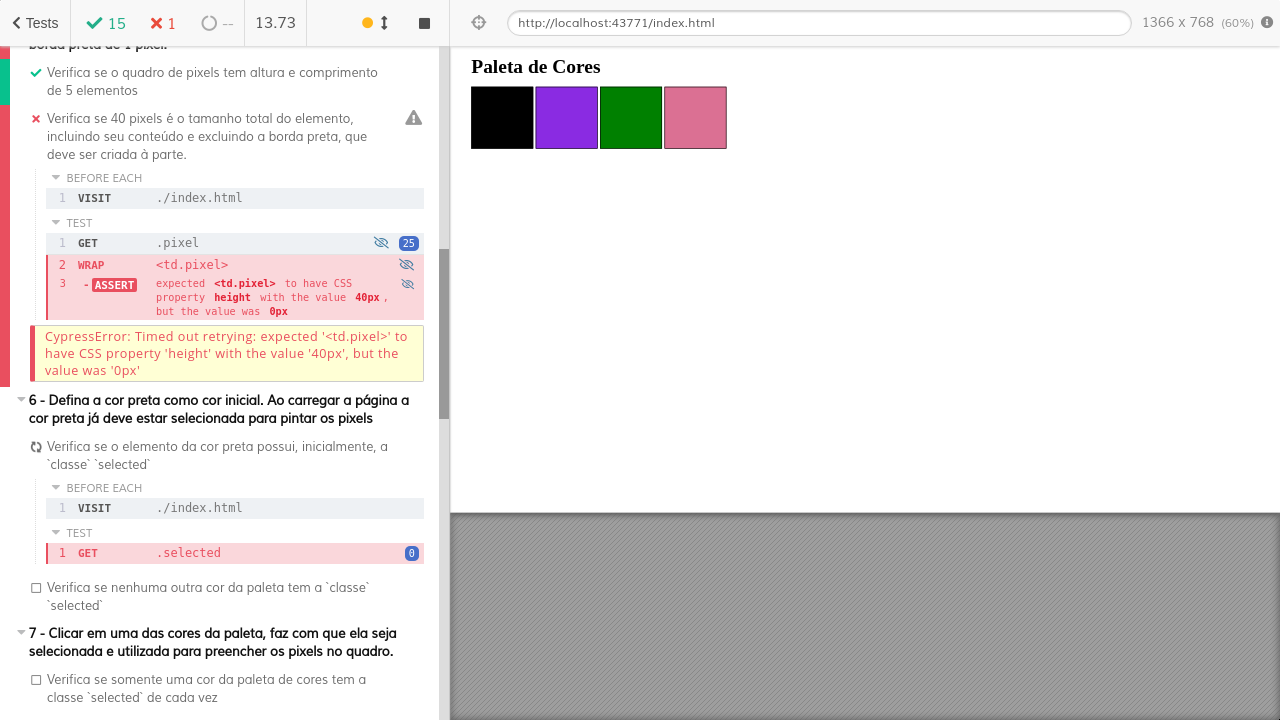 Tests 15 1 -- 13.73
http://localhost:43771/index.html 1366 x 768 (60%)
borda preta de 1 pixel.
Verifica se o quadro de pixels tem altura e comprimento
de 5 elementos
Verifica se 40 pixels é o tamanho total do elemento,
incluindo seu conteúdo e excluindo a borda preta, que
deve ser criada à parte.
BEFORE EACH
1 VISIT ./index.html
TEST
1 GET .pixel 25
2 WRAP <td.pixel>
3 - ASSERT expected <td.pixel> to have CSS
property height with the value 40px ,
but the value was 0px
CypressError: Timed out retrying: expected '<td.pixel>' to
have CSS property 'height' with the value '40px', but the
value was '0px'
6 - Defina a cor preta como cor inicial. Ao carregar a página a
cor preta já deve estar selecionada para pintar os pixels
Verifica se o elemento da cor preta possui, inicialmente, a
`classe` `selected`
BEFORE EACH
1 VISIT ./index.html
TEST
1 GET .selected 0
Verifica se nenhuma outra cor da paleta tem a `classe`
`selected`
7 - Clicar em uma das cores da paleta, faz com que ela seja
selecionada e utilizada para preencher os pixels no quadro.
Verifica se somente uma cor da paleta de cores tem a
classe `selected` de cada vez
Paleta de Cores